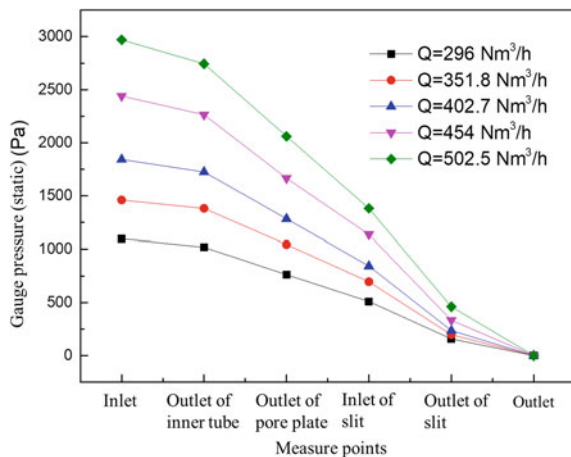 3000
2500
2000
1500
1000
500
0
Gauge pressure (static) (Pa)
Q=296 Nm³/h
Q=351.8 Nm³/h
Q=402.7 Nm³/h
Q=454 Nm³/h
Q=502.5 Nm³/h
Inlet
Outlet of
inner tube
Outlet of
pore plate
Inlet of
slit
Outlet of
slit
Outlet
Measure points